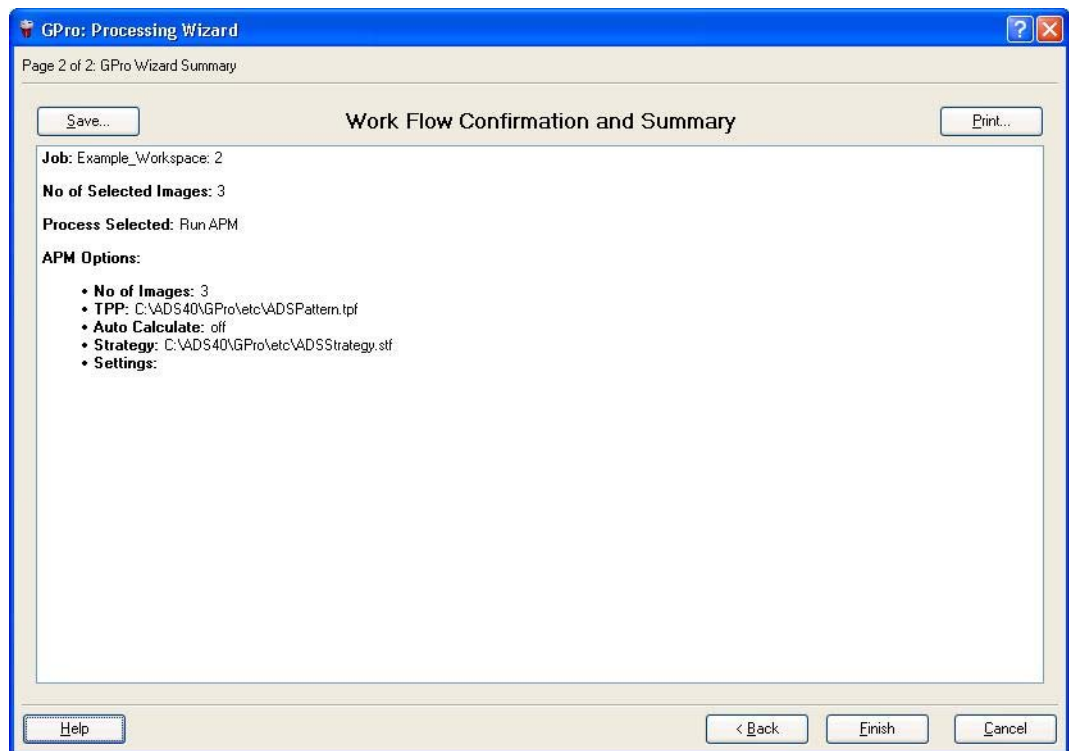 GPro: Processing Wizard
Page 2 of 2: GPro Wizard Summary
Save... Work Flow Confirmation and Summary Print...
Job: Example_Workspace: 2
No of Selected Images: 3
Process Selected: Run APM
APM Options:
• No of Images: 3
• TPP: C:\ADS40\GPro\etc\ADSPattern.tpf
• Auto Calculate: off
• Strategy: C:\ADS40\GPro\etc\ADSStrategy.stf
• Settings:
Help < Back Finish Cancel